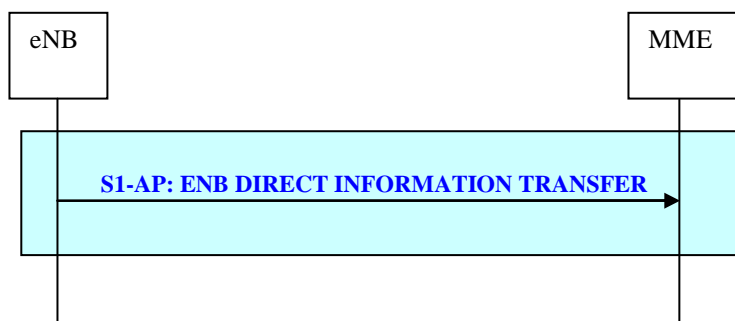 eNB
MME
S1-AP: ENB DIRECT INFORMATION TRANSFER